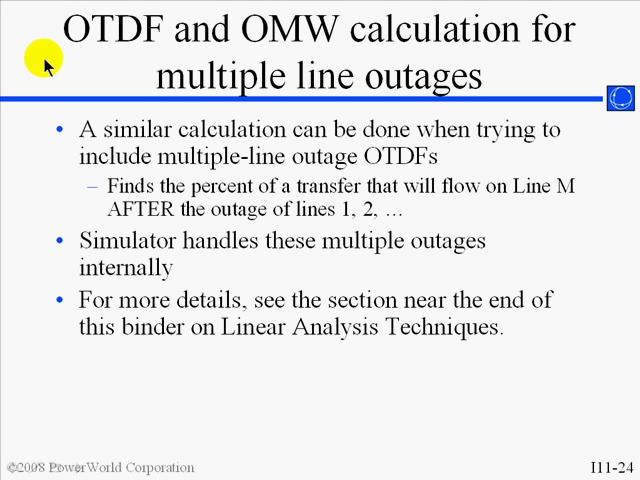 OTDF and OMW calculation for
multiple line outages
• A similar calculation can be done when trying to
include multiple-line outage OTDFs
– Finds the percent of a transfer that will flow on Line M
AFTER the outage of lines 1, 2, …
• Simulator handles these multiple outages
internally
• For more details, see the section near the end of
this binder on Linear Analysis Techniques.
©2008 PowerWorld Corporation
I11-24